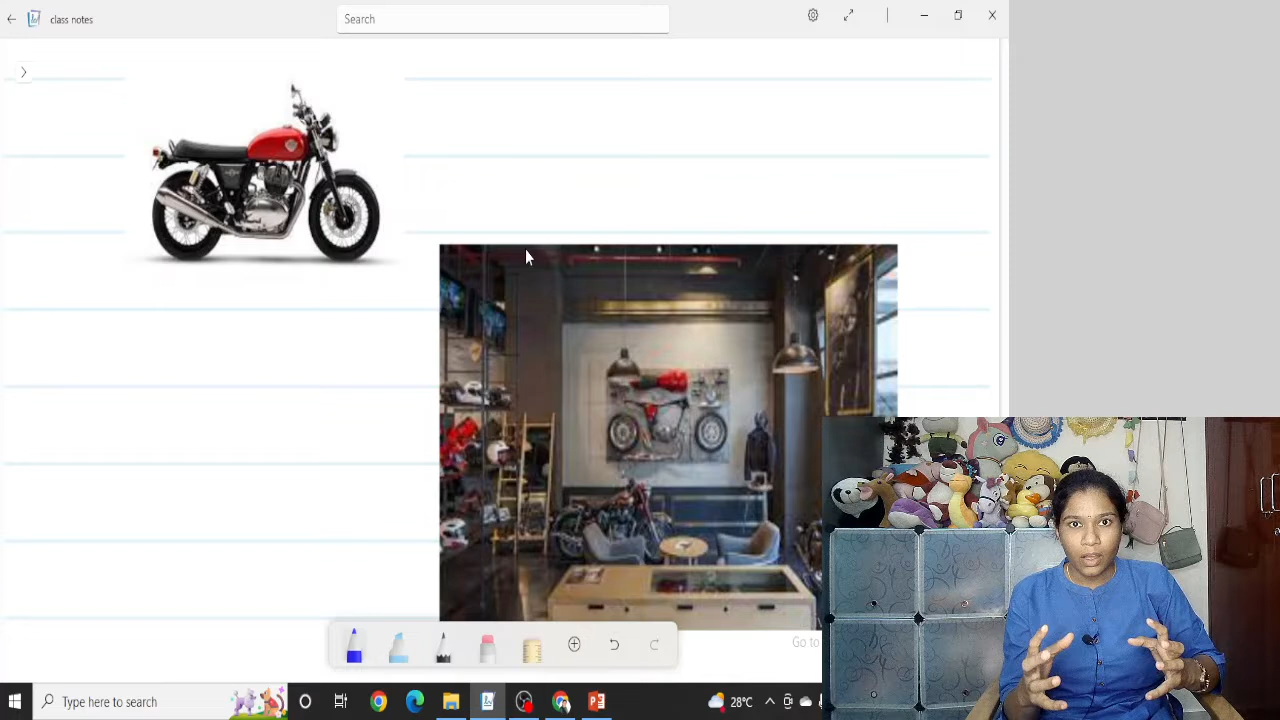 class notes
Search
Go to
Type here to search
28°C